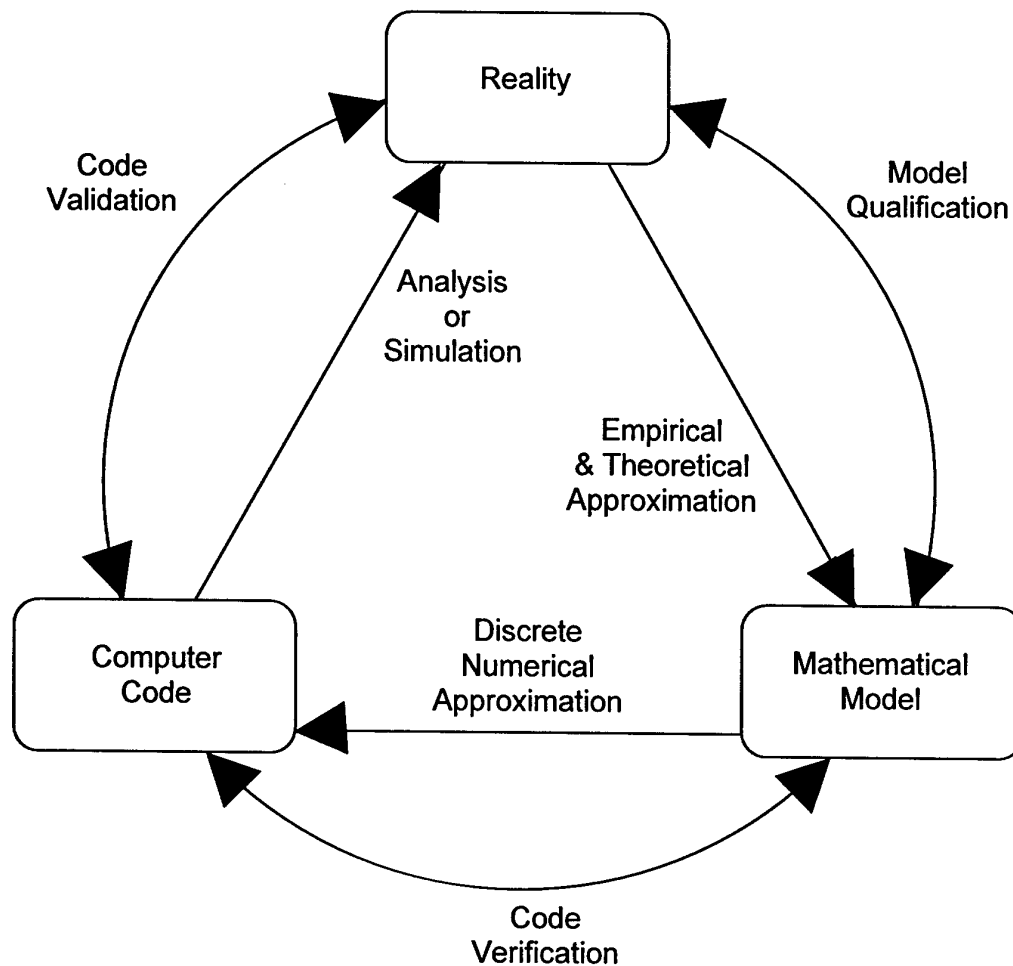 Reality
Code
Validation
Model
Qualification
Analysis
or
Simulation
Empirical
& Theoretical
Approximation
Computer
Code
Discrete
Numerical
Approximation
Mathematical
Model
Code
Verification